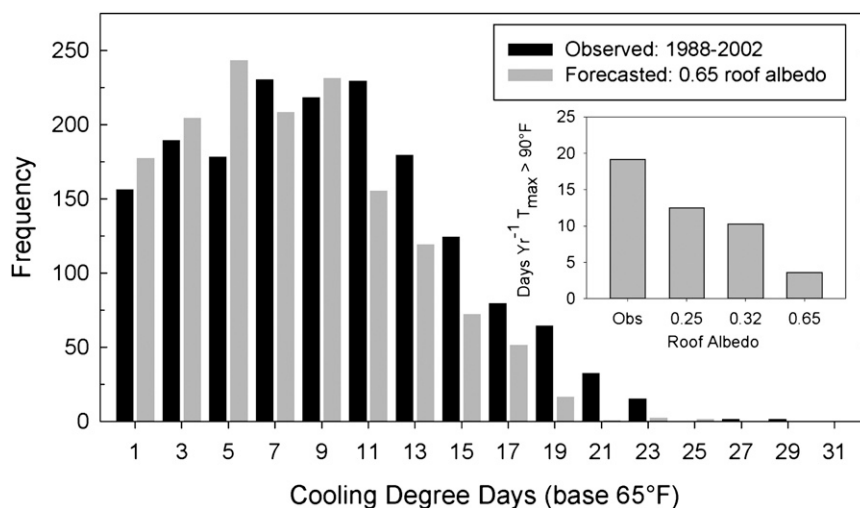 Observed: 1988-2002
Forecasted: 0.65 roof albedo
Frequency
250
200
150
100
50
0
1 3 5 7 9 11 13 15 17 19 21 23 25 27 29 31
Cooling Degree Days (base 65°F)
Days Yr⁻¹ Tmax > 90°F
25
20
15
10
5
0
Obs 0.25 0.32 0.65
Roof Albedo